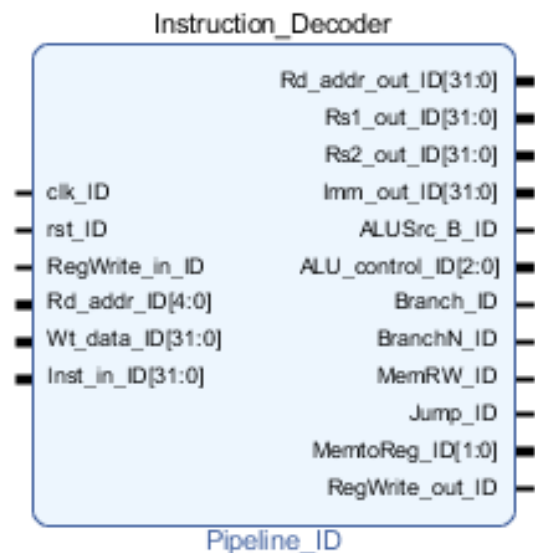 Instruction_Decoder
Rd_addr_out_ID[31:0]
Rs1_out_ID[31:0]
Rs2_out_ID[31:0]
clk_ID
Imm_out_ID[31:0]
rst_ID
ALUSrc_B_ID
RegWrite_in_ID
ALU_control_ID[2:0]
Rd_addr_ID[4:0]
Branch_ID
Wt_data_ID[31:0]
BranchN_ID
Inst_in_ID[31:0]
MemRW_ID
Jump_ID
MemtoReg_ID[1:0]
RegWrite_out_ID
Pipeline_ID